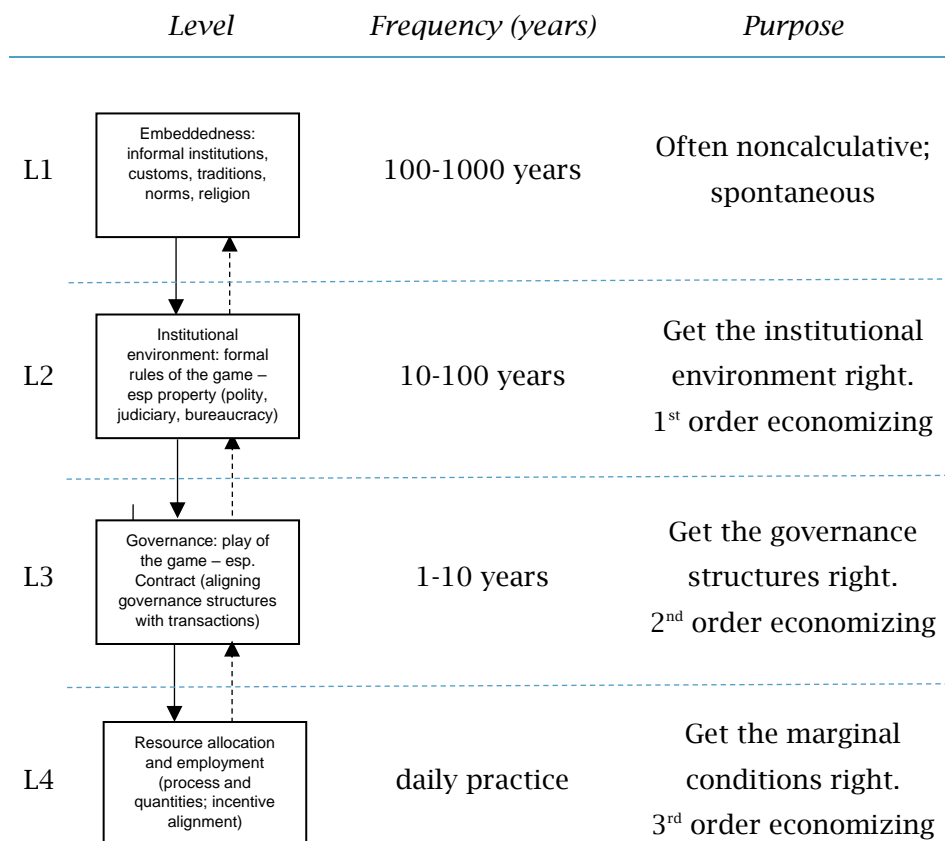 Level Frequency (years) Purpose
L1
Embeddedness:
informal institutions,
customs, traditions,
norms, religion
100-1000 years
Often noncalculative;
spontaneous
L2
Institutional
environment: formal
rules of the game –
esp property (polity,
judiciary, bureaucracy)
10-100 years
Get the institutional
environment right.
1st order economizing
L3
Governance: play of
the game – esp.
Contract (aligning
governance structures
with transactions)
1-10 years
Get the governance
structures right.
2nd order economizing
L4
Resource allocation
and employment
(process and
quantities; incentive
alignment)
daily practice
Get the marginal
conditions right.
3rd order economizing